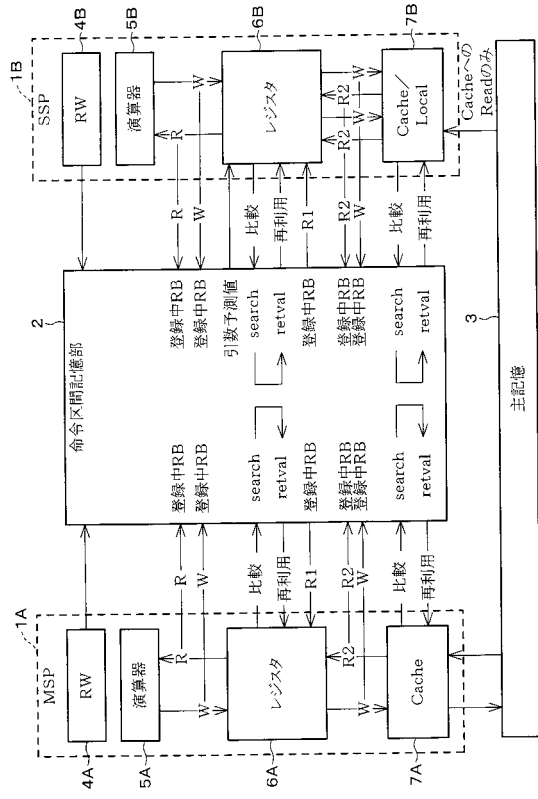 1A
MSP
4A
RW
5A
演算器
6A
レジスタ
7A
Cache
R
W
W
比較
再利用
R1
R2
R2
W
比較
再利用
2
命令区間記憶部
登録中RB
登録中RB
search
retval
登録中RB
登録中RB
登録中RB
search
retval
登録中RB
登録中RB
引数予測値
search
retval
登録中RB
登録中RB
登録中RB
search
retval
1B
SSP
RW
4B
演算器
5B
レジスタ
6B
Cache/
Local
7B
R
W
W
比較
再利用
R1
R2
W
R2
W
R2
W
比較
再利用
Cacheへの
Readのみ
3
主記憶